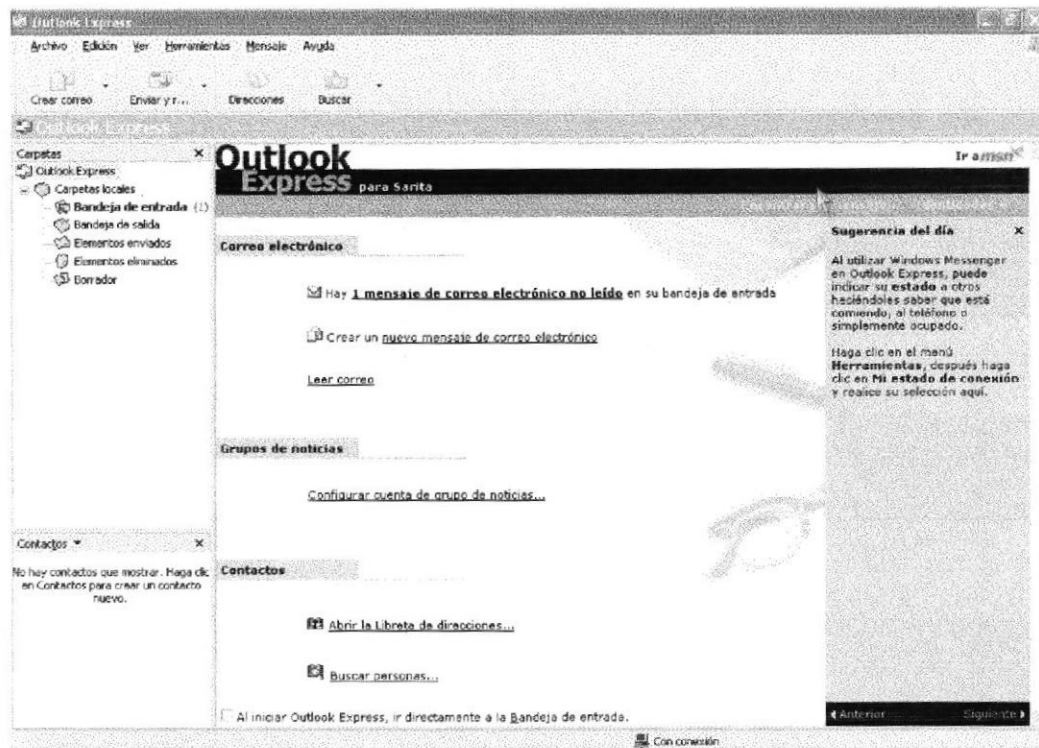 Outlook Express
Archivo Edición Ver Herramientas Mensaje Ayuda
Crear correo Enviar y r... Direcciones Buscar
Outlook Express
Carpetas
Outlook Express
Carpetas locales
Bandeja de entrada (1)
Bandeja de salida
Elementos enviados
Elementos eliminados
Borrador
Contactos
No hay contactos que mostrar. Haga clic
en Contactos para crear un contacto
nuevo.
Outlook
Express para Sarita
Ir a msn
Correo electrónico
Hay 1 mensaje de correo electrónico no leído en su bandeja de entrada
Crear un nuevo mensaje de correo electrónico
Leer correo
Grupos de noticias
Configurar cuenta de grupo de noticias...
Contactos
Abrir la Libreta de direcciones...
Buscar personas...
Al iniciar Outlook Express, ir directamente a la Bandeja de entrada.
Sugerencia del día
Al utilizar Windows Messenger
en Outlook Express, puede
indicar su estado a otros
haciéndoles saber que está
comiendo, al teléfono o
simplemente ocupado.
Haga clic en el menú
Herramientas, después haga
clic en Mi estado de conexión
y realice su selección aquí.
Anterior Siguiente
Con conexión